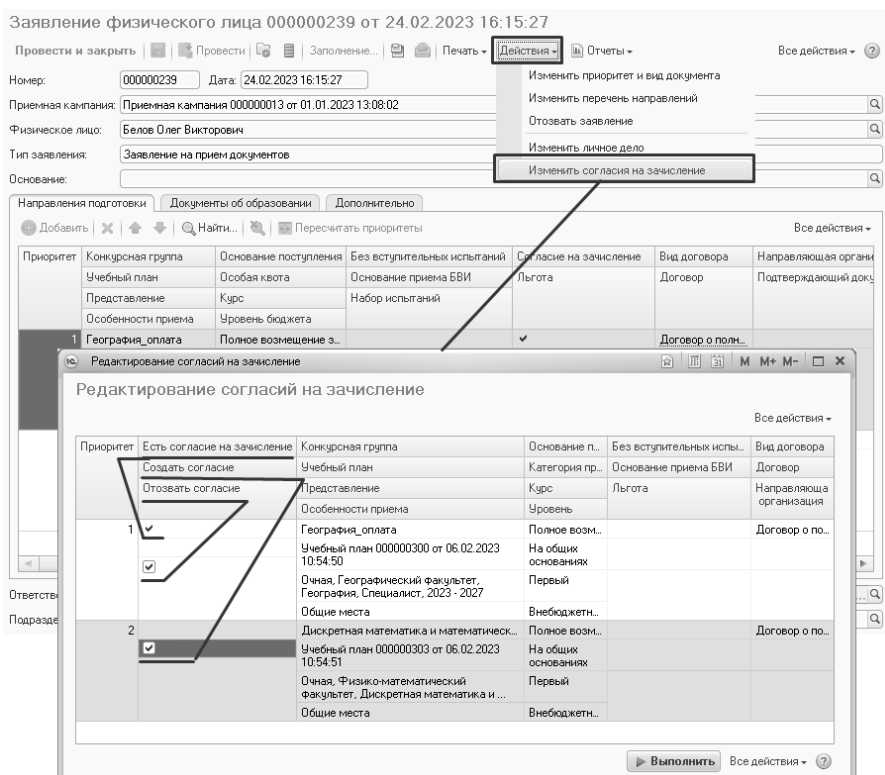 Заявление физического лица 000000239 от 24.02.2023 16:15:27
Провести и закрыть Провести Заполнение... Печать Действия Отчеты Все действия
Изменить приоритет и вид документа
Номер: 000000239 Дата: 24.02.2023 16:15:27
Изменить перечень направлений
Приемная кампания: Приемная кампания 000000013 от 01.01.2023 13:08:02
Отозвать заявление
Физическое лицо: Белов Олег Викторович
Изменить личное дело
Тип заявления: Заявление на прием документов
Изменить согласия на зачисление
Основание:
Направления подготовки Документы об образовании Дополнительно
Добавить Найти... Пересчитать приоритеты Все действия
Приоритет Конкурсная группа Основание поступления Без вступительных испытаний Согласие на зачисление Вид договора Направляющая органи
Учебный план Особая квота Основание приема БВИ Льгота Договор Подтверждающий доку
Представление Курс Набор испытаний
Особенности приема Уровень бюджета
1 География_оплата Полное возмещение з... Договор о полн...
Редактирование согласий на зачисление M M+ M-
Редактирование согласий на зачисление
Все действия
Приоритет Есть согласие на зачисление Конкурсная группа Основание п... Без вступительных испы... Вид договора
Создать согласие Учебный план Категория пр... Основание приема БВИ Договор
Отозвать согласие Представление Курс Льгота Направляюща
организация
Особенности приема Уровень
1 География_оплата Полное возм... Договор о по...
Учебный план 000000300 от 06.02.2023 На общих
10:54:50 основаниях
Очная, Географический факультет, Первый
География, Специалист, 2023 - 2027
Общие места Внебюджетн...
Ответстве
Подразде
2 Дискретная математика и математическ... Полное возм... Договор о по...
Учебный план 000000303 от 06.02.2023 На общих
10:54:51 основаниях
Очная, Физико-математический Первый
факультет, Дискретная математика и ...
Общие места Внебюджетн...
Выполнить Все действия